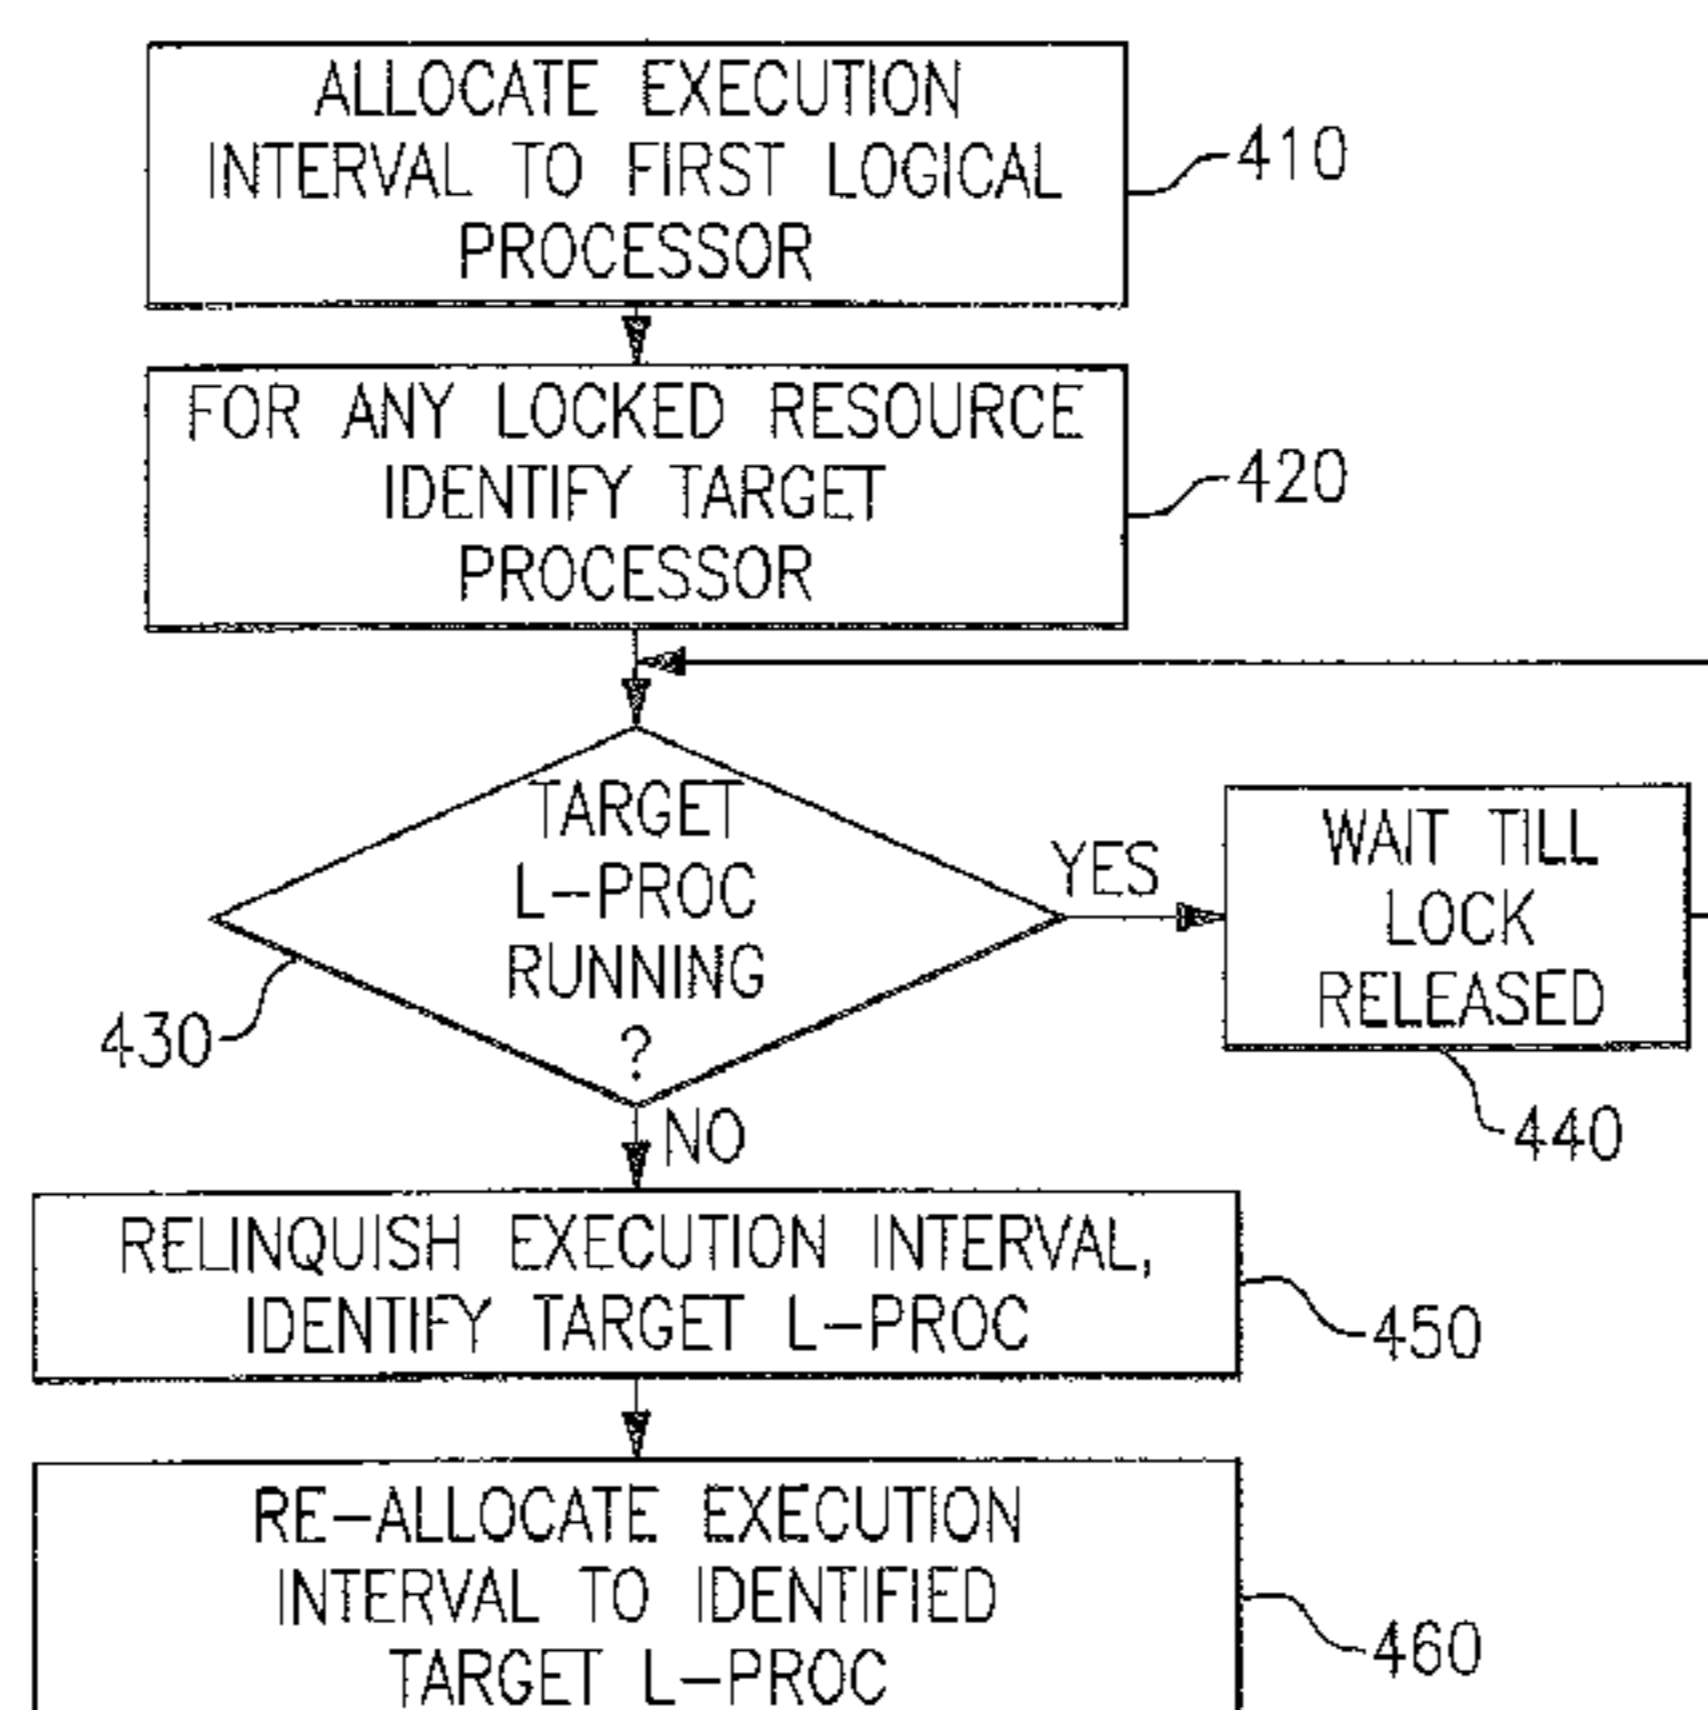 ALLOCATE EXECUTION
INTERVAL TO FIRST LOGICAL
PROCESSOR
410
FOR ANY LOCKED RESOURCE
IDENTIFY TARGET
PROCESSOR
420
TARGET
L-PROC
RUNNING
?
430
YES
WAIT TILL
LOCK
RELEASED
440
NO
RELINQUISH EXECUTION INTERVAL,
IDENTIFY TARGET L-PROC
450
RE-ALLOCATE EXECUTION
INTERVAL TO IDENTIFIED
TARGET L-PROC
460